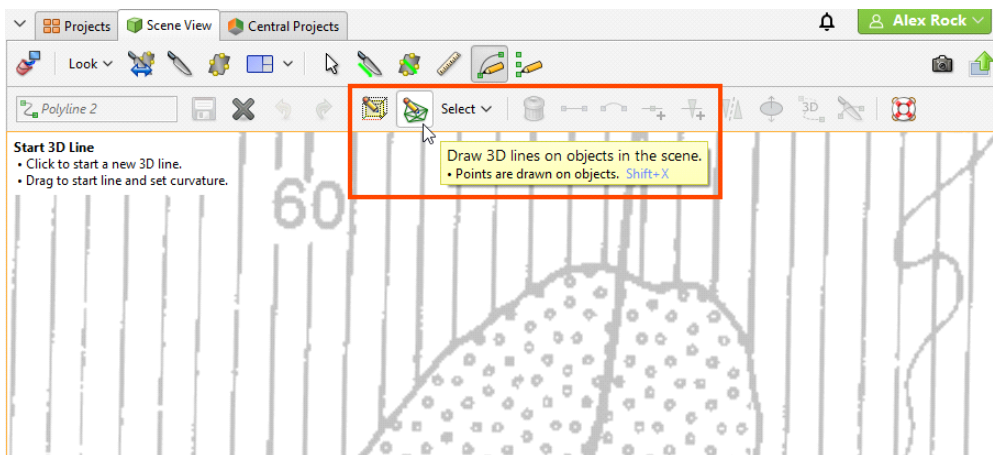 Projects
Scene View
Central Projects
Alex Rock
Look
Polyline 2
Select
3D
Start 3D Line
• Click to start a new 3D line.
• Drag to start line and set curvature.
Draw 3D lines on objects in the scene.
• Points are drawn on objects. Shift+X
60